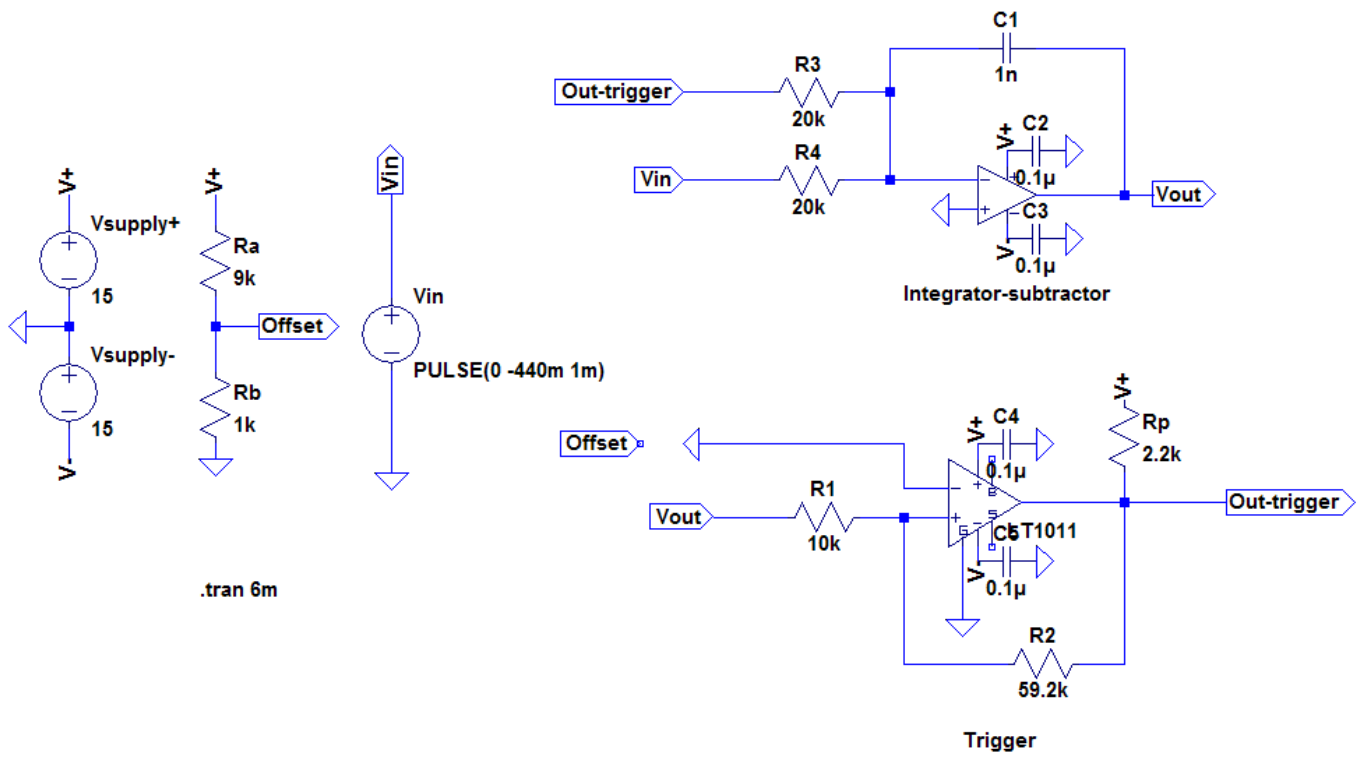 V+
Vsupply+
15
Vsupply-
15
V-
V+
Ra
9k
Offset
Rb
1k
Vin
Vin
PULSE(0 -440m 1m)
.tran 6m
C1
1n
Out-trigger
R3
20k
Vin
R4
20k
V+
C2
0.1µ
Vout
C3
V-
0.1µ
Integrator-subtractor
Offset
V+
C4
0.1µ
V+
Rp
2.2k
Vout
R1
10k
B
S
G
LT1011
C5
V-
0.1µ
Out-trigger
R2
59.2k
Trigger